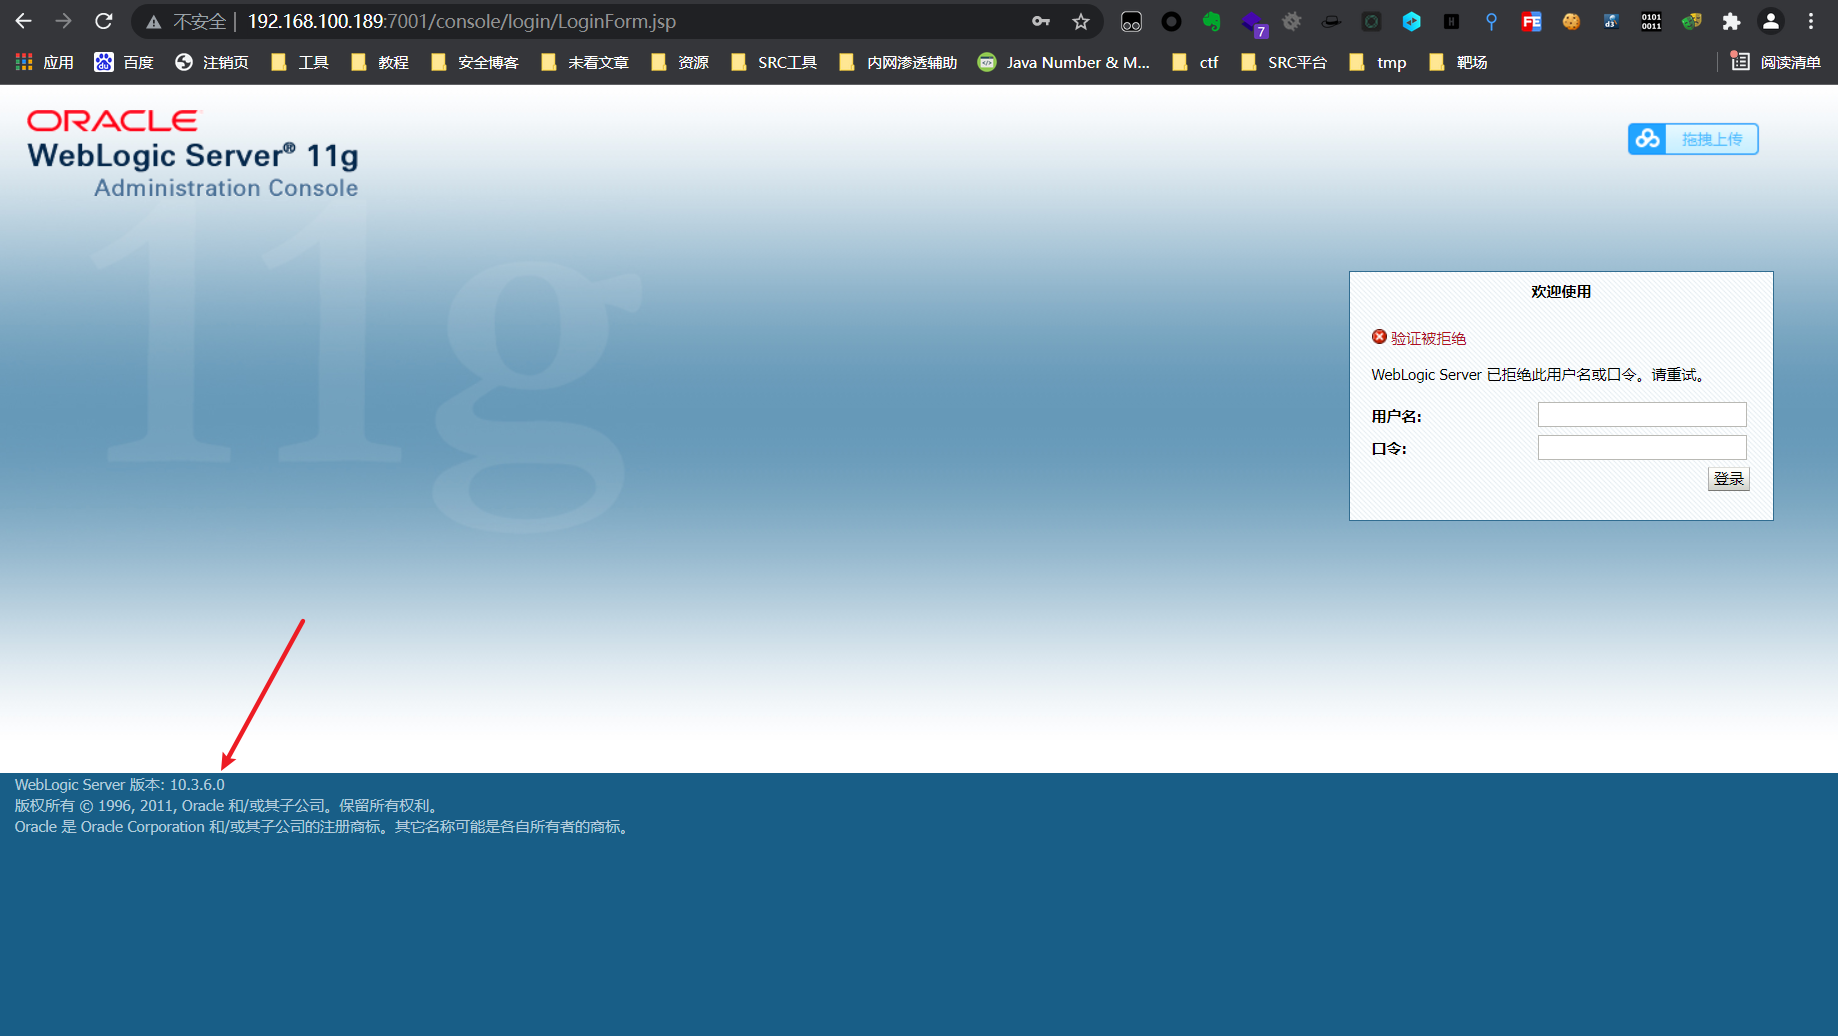 不安全 | 192.168.100.189:7001/console/login/LoginForm.jsp
7
FE
d3
0101
0011
应用 百度 注销页 工具 教程 安全博客 未看文章 资源 SRC工具 内网渗透辅助 Java Number & M... ctf SRC平台 tmp 靶场 阅读清单
ORACLE
WebLogic Server® 11g
Administration Console
11g
拖拽上传
欢迎使用
验证被拒绝
WebLogic Server 已拒绝此用户名或口令。请重试。
用户名:
口令:
登录
WebLogic Server 版本: 10.3.6.0
版权所有 © 1996, 2011, Oracle 和/或其子公司。保留所有权利。
Oracle 是 Oracle Corporation 和/或其子公司的注册商标。其它名称可能是各自所有者的商标。